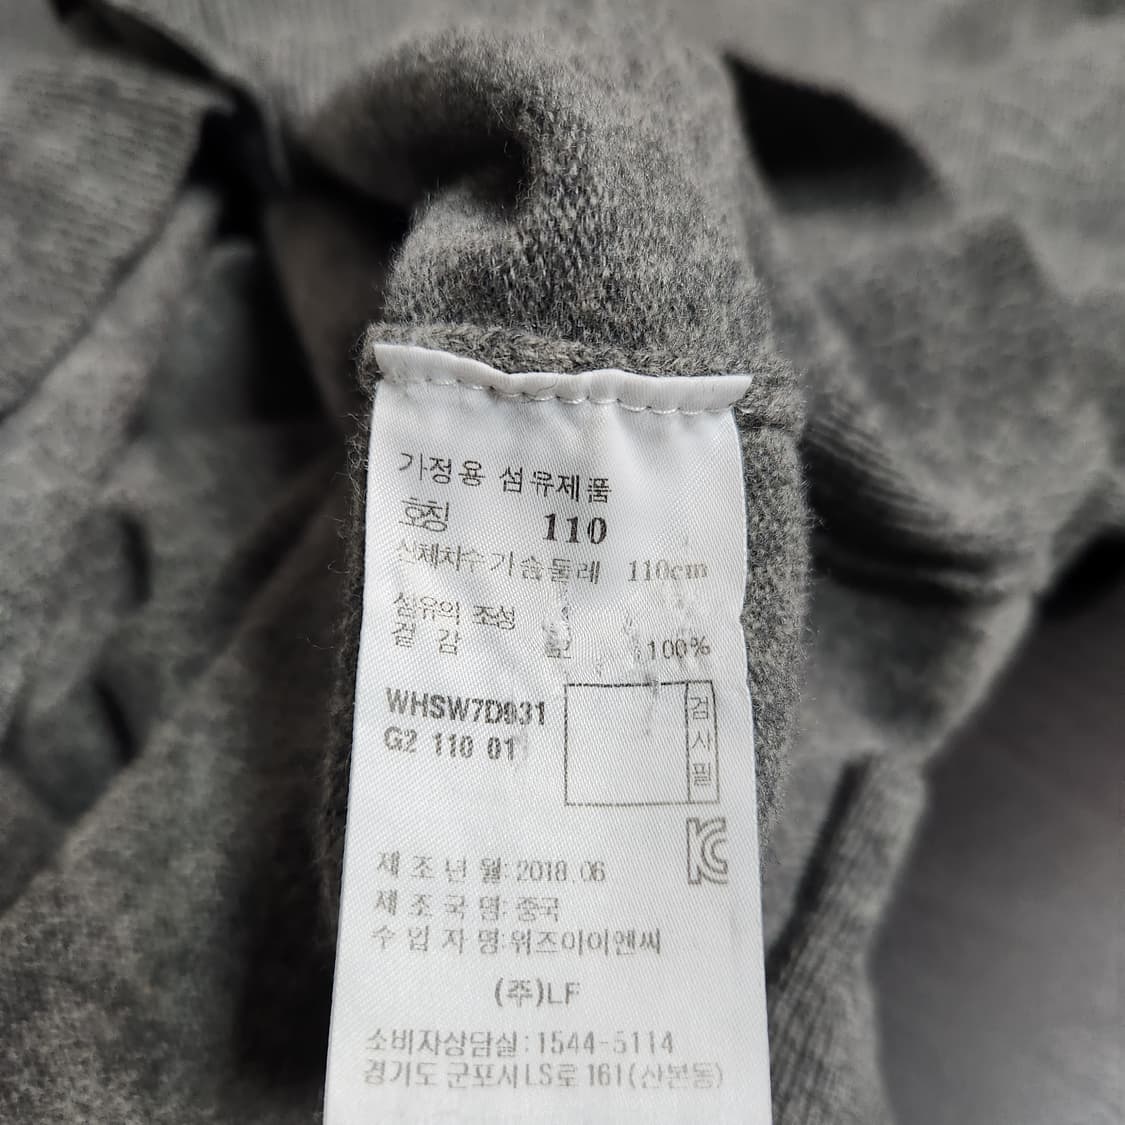 가정용 섬유제품
호칭 110
신체치수 가슴둘레 110cm
섬유의 조성
겉감 모 100%
WHSW7D931
G2 110 01
검사필
제조년월:2018.06
제조국명:중국
수입자명:위즈아이이앤씨
(주)LF
소비자상담실:1544-5114
경기도 군포시 LS로 161(산본동)